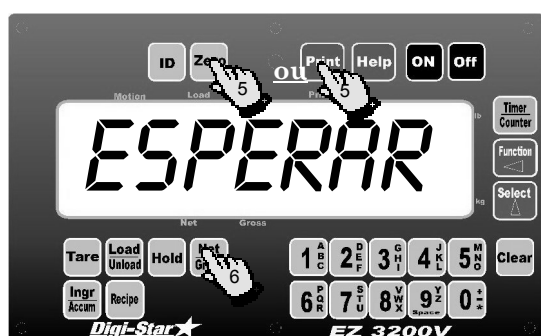 ID Zero ou Print Help ON Off
5 5
Motion Load
lb
Timer
Counter
ESPERAR
Function
Select
kg
Net Gross
Tare Load Unload Hold Net 1 A B C 2 D E F 3 G H I 4 J K L 5 M N O Clear
6
Ingr Accum Recipe 6 P Q R 7 S T U 8 V W X 9 Y Z Space 0 + - *
Digi-Star EZ 3200V